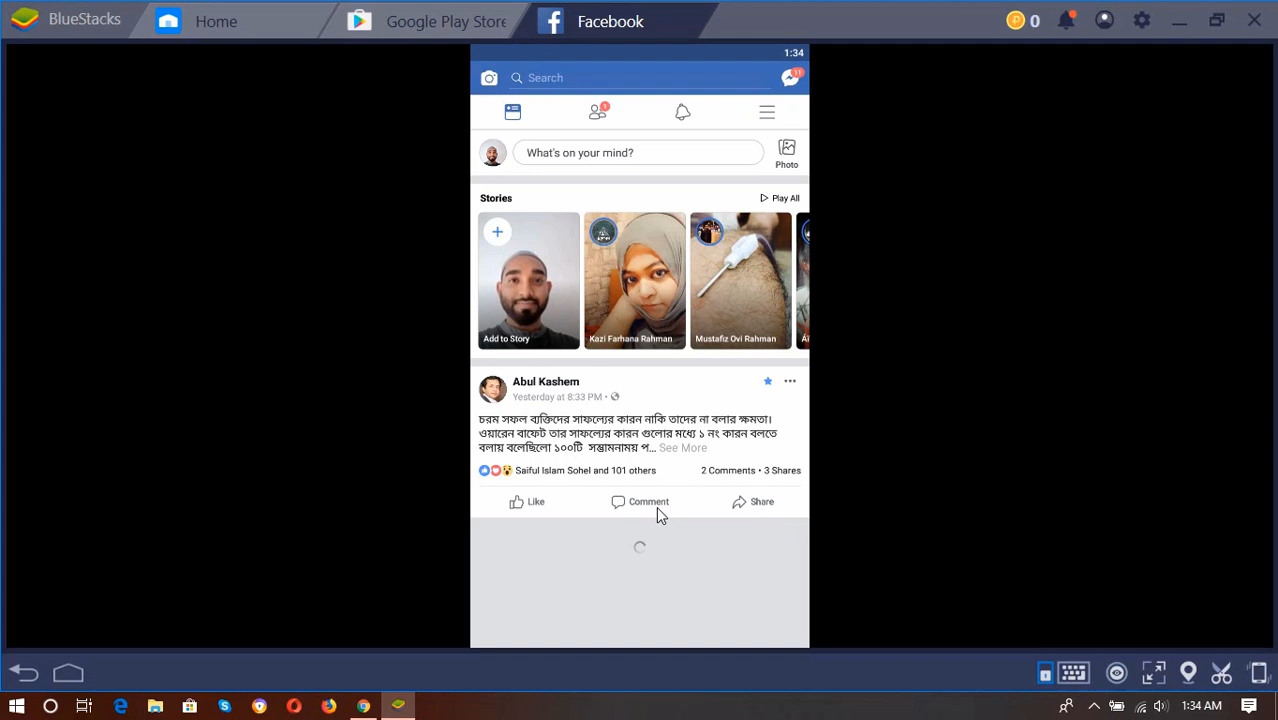 BlueStacks
Home
Google Play Store
Facebook
0
1:34
Search
11
1
What's on your mind?
Photo
Stories
Play All
Add to Story
Kazi Farhana Rahman
Mustafiz Ovi Rahman
Abul Kashem
Yesterday at 8:33 PM •
চরম সফল ব্যক্তিদের সাফল্যের কারন নাকি তাদের না বলার ক্ষমতা।
ওয়ারেন বাফেট তার সাফল্যের কারন গুলোর মধ্যে ১ নং কারন বলতে
বলায় বলেছিলো ১০০টি সম্ভামনাময় প... See More
Saiful Islam Sohel and 101 others
2 Comments • 3 Shares
Like
Comment
Share
1:34 AM